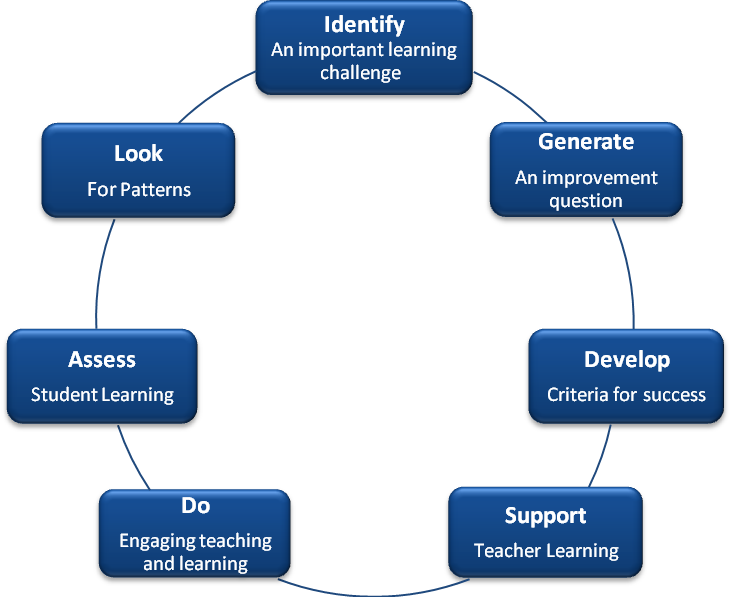 Identify
An important learning
challenge
Generate
An improvement
question
Develop
Criteria for success
Support
Teacher Learning
Do
Engaging teaching
and learning
Assess
Student Learning
Look
For Patterns